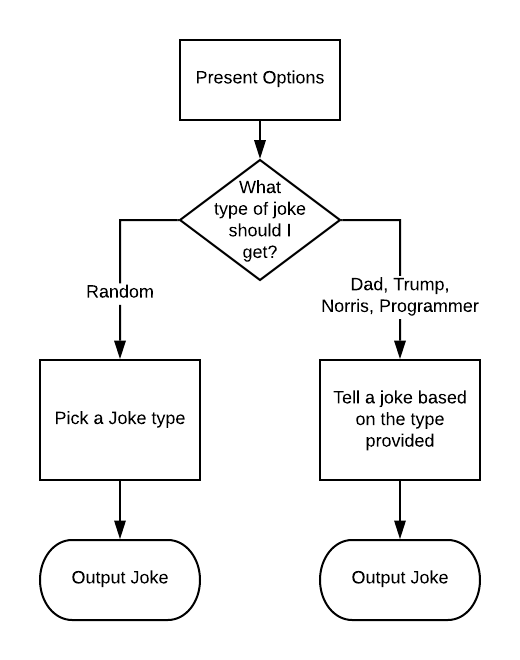 Present Options
What
type of joke
should I
get?
Random
Dad, Trump,
Norris, Programmer
Pick a Joke type
Tell a joke based
on the type
provided
Output Joke
Output Joke